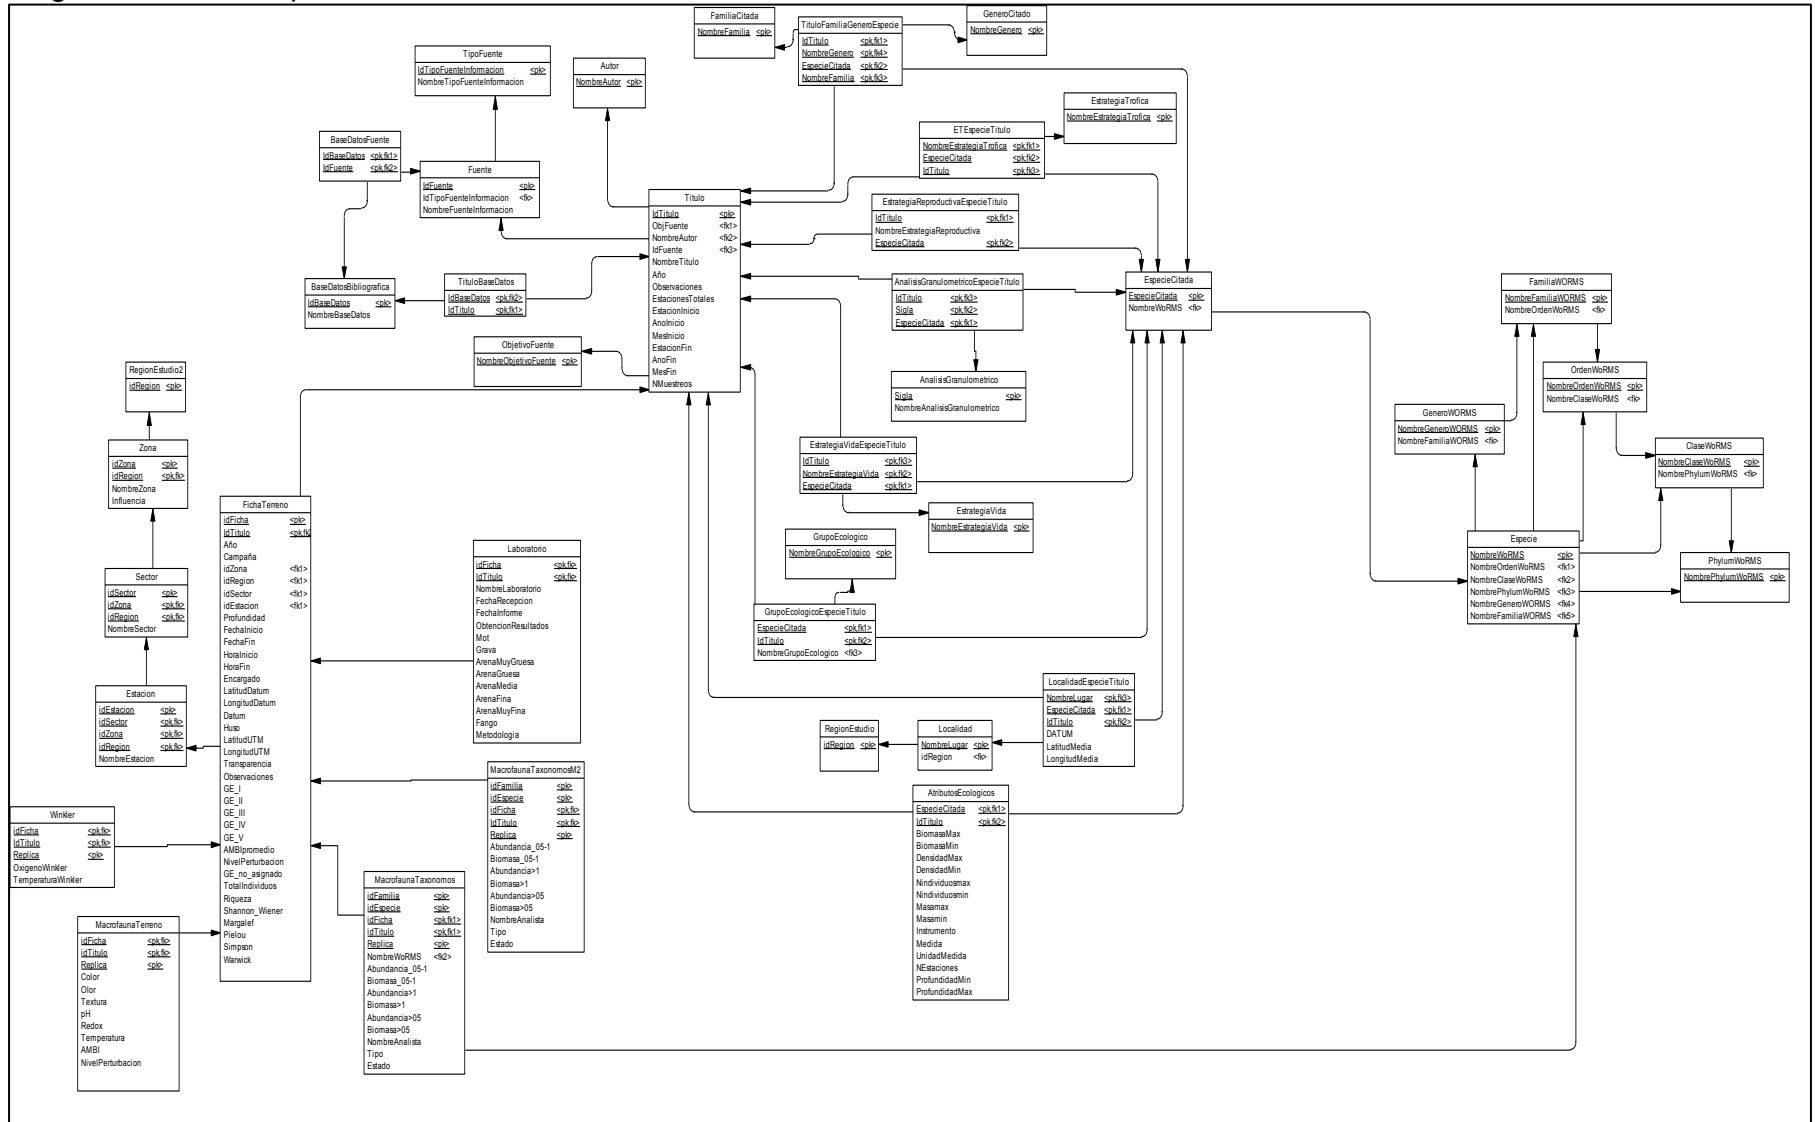 FamiliaCitada
NombreFamilia <pk>
TituloFamiliaGeneroEspecie
IdTitulo <pk,fk1>
NombreGenero <pk,fk4>
EspecieCitada <pk,fk2>
NombreFamilia <pk,fk3>
GeneroCitado
NombreGenero <pk>
TipoFuente
IdTipoFuenteInformacion <pk>
NombreTipoFuenteInformacion
Autor
NombreAutor <pk>
EstrategiaTrofica
NombreEstrategiaTrofica <pk>
ETEspecieTitulo
NombreEstrategiaTrofica <pk,fk1>
EspecieCitada <pk,fk2>
IdTitulo <pk,fk3>
BaseDatosFuente
IdBaseDatos <pk,fk1>
IdFuente <pk,fk2>
Fuente
IdFuente <pk>
IdTipoFuenteInformacion <fk>
NombreFuenteInformacion
Titulo
IdTitulo <pk>
ObjFuente <fk1>
NombreAutor <fk2>
IdFuente <fk3>
NombreTitulo
Año
Observaciones
EstacionesTotales
EstacionInicio
AnoInicio
MesInicio
EstacionFin
AnoFin
MesFin
NMuestreos
EstrategiaReproductivaEspecieTitulo
IdTitulo <pk,fk1>
NombreEstrategiaReproductiva
EspecieCitada <pk,fk2>
BaseDatosBibliografica
IdBaseDatos <pk>
NombreBaseDatos
TituloBaseDatos
IdBaseDatos <pk,fk2>
IdTitulo <pk,fk1>
AnalisisGranulometricoEspecieTitulo
IdTitulo <pk,fk3>
Sigla <pk,fk2>
EspecieCitada <pk,fk1>
EspecieCitada
EspecieCitada <pk>
NombreWoRMS <fk>
FamiliaWORMS
NombreFamiliaWORMS <pk>
NombreOrdenWoRMS <fk>
ObjetivoFuente
NombreObjetivoFuente <pk>
AnalisisGranulometrico
Sigla <pk>
NombreAnalisisGranulometrico
RegionEstudio2
idRegion <pk>
OrdenWoRMS
NombreOrdenWoRMS <pk>
NombreClaseWoRMS <fk>
GeneroWORMS
NombreGeneroWORMS <pk>
NombreFamiliaWORMS <fk>
Zona
idZona <pk>
idRegion <pk,fk>
NombreZona
Influencia
EstrategiaVidaEspecieTitulo
IdTitulo <pk,fk3>
NombreEstrategiaVida <pk,fk2>
EspecieCitada <pk,fk1>
ClaseWoRMS
NombreClaseWoRMS <pk>
NombrePhylumWoRMS <fk>
FichaTerreno
idFicha <pk>
IdTitulo <pk,fk2
Año
Campaña
idZona <fk1>
idRegion <fk1>
idSector <fk1>
idEstacion <fk1>
Profundidad
FechaInicio
FechaFin
HoraInicio
HoraFin
Encargado
LatitudDatum
LongitudDatum
Datum
Huso
LatitudUTM
LongitudUTM
Transparencia
Observaciones
GE_I
GE_II
GE_III
GE_IV
GE_V
AMBIpromedio
NivelPerturbacion
GE_no_asignado
TotalIndividuos
Riqueza
Shannon_Wiener
Margalef
Pielou
Simpson
Warwick
EstrategiaVida
NombreEstrategiaVida <pk>
GrupoEcologico
NombreGrupoEcologico <pk>
Laboratorio
idFicha <pk,fk>
IdTitulo <pk,fk>
NombreLaboratorio
FechaRecepcion
FechaInforme
ObtencionResultados
Mot
Grava
ArenaMuyGruesa
ArenaGruesa
ArenaMedia
ArenaFina
ArenaMuyFina
Fango
Metodologia
Especie
NombreWoRMS <pk>
NombreOrdenWoRMS <fk1>
NombreClaseWoRMS <fk2>
NombrePhylumWoRMS <fk3>
NombreGeneroWORMS <fk4>
NombreFamiliaWORMS <fk5>
PhylumWoRMS
NombrePhylumWoRMS <pk>
Sector
idSector <pk>
idZona <pk,fk>
idRegion <pk,fk>
NombreSector
GrupoEcologicoEspecieTitulo
EspecieCitada <pk,fk1>
IdTitulo <pk,fk2>
NombreGrupoEcologico <fk3>
Estacion
idEstacion <pk>
idSector <pk,fk>
idZona <pk,fk>
idRegion <pk,fk>
NombreEstacion
LocalidadEspecieTitulo
NombreLugar <pk,fk3>
EspecieCitada <pk,fk1>
IdTitulo <pk,fk2>
DATUM
LatitudMedia
LongitudMedia
RegionEstudio
idRegion <pk>
Localidad
NombreLugar <pk>
idRegion <fk>
MacrofaunaTaxonomosM2
idFamilia <pk>
idEspecie <pk>
idFicha <pk,fk>
IdTitulo <pk,fk>
Replica <pk>
Abundancia_05-1
Biomasa_05-1
Abundancia>1
Biomasa>1
Abundancia>05
Biomasa>05
NombreAnalista
Tipo
Estado
AtributosEcologicos
EspecieCitada <pk,fk1>
IdTitulo <pk,fk2>
BiomasaMax
BiomasaMin
DensidadMax
DensidadMin
Nindividuosmax
Nindividuosmin
Masamax
Masamin
Instrumento
Medida
UnidadMedida
NEstaciones
ProfundidadMin
ProfundidadMax
Winkler
idFicha <pk,fk>
IdTitulo <pk,fk>
Replica <pk>
OxigenoWinkler
TemperaturaWinkler
MacrofaunaTaxonomos
idFamilia <pk>
idEspecie <pk>
idFicha <pk,fk1>
idTitulo <pk,fk1>
Replica <pk>
NombreWoRMS <fk2>
Abundancia_05-1
Biomasa_05-1
Abundancia>1
Biomasa>1
Abundancia>05
Biomasa>05
NombreAnalista
Tipo
Estado
MacrofaunaTerreno
idFicha <pk,fk>
idTitulo <pk,fk>
Replica <pk>
Color
Olor
Textura
pH
Redox
Temperatura
AMBI
NivelPerturbacion